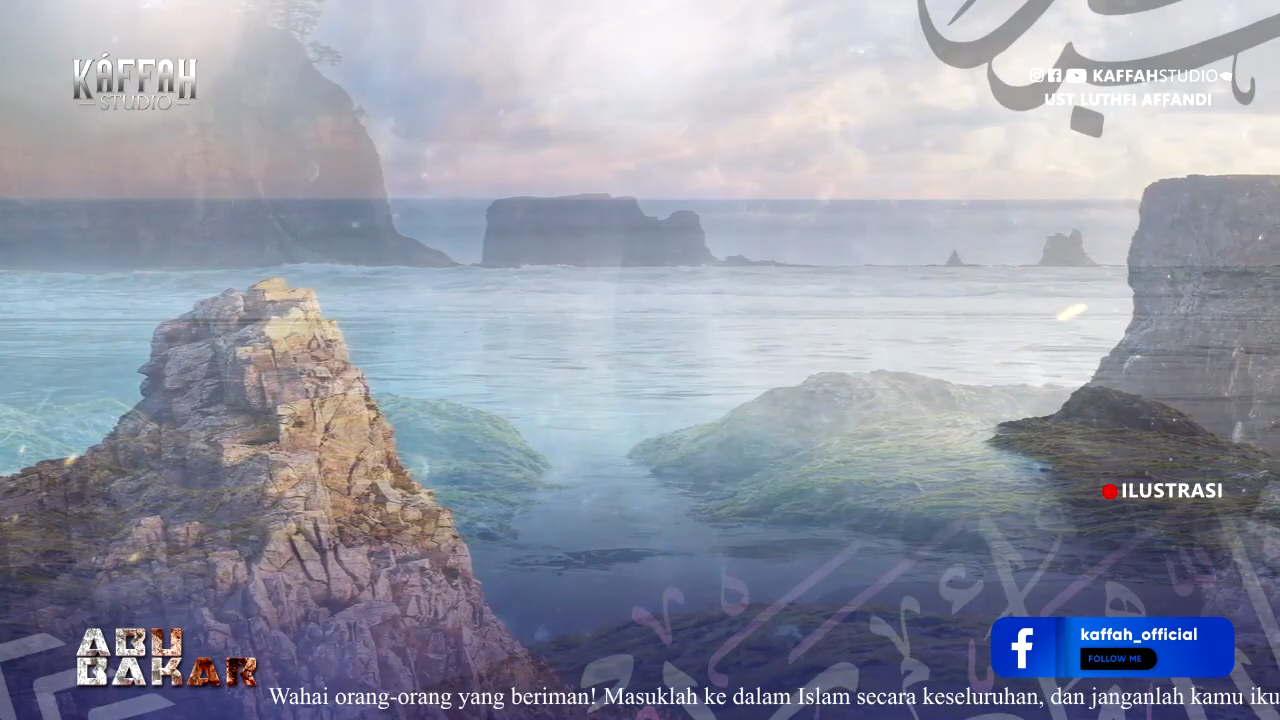 KÁFFAH
STUDIO
KAFFAHSTUDIO
UST LUTHFI AFFANDI
ILUSTRASI
kaffah_official
FOLLOW ME
ABU
BAKAR
Wahai orang-orang yang beriman! Masuklah ke dalam Islam secara keseluruhan, dan janganlah kamu iku